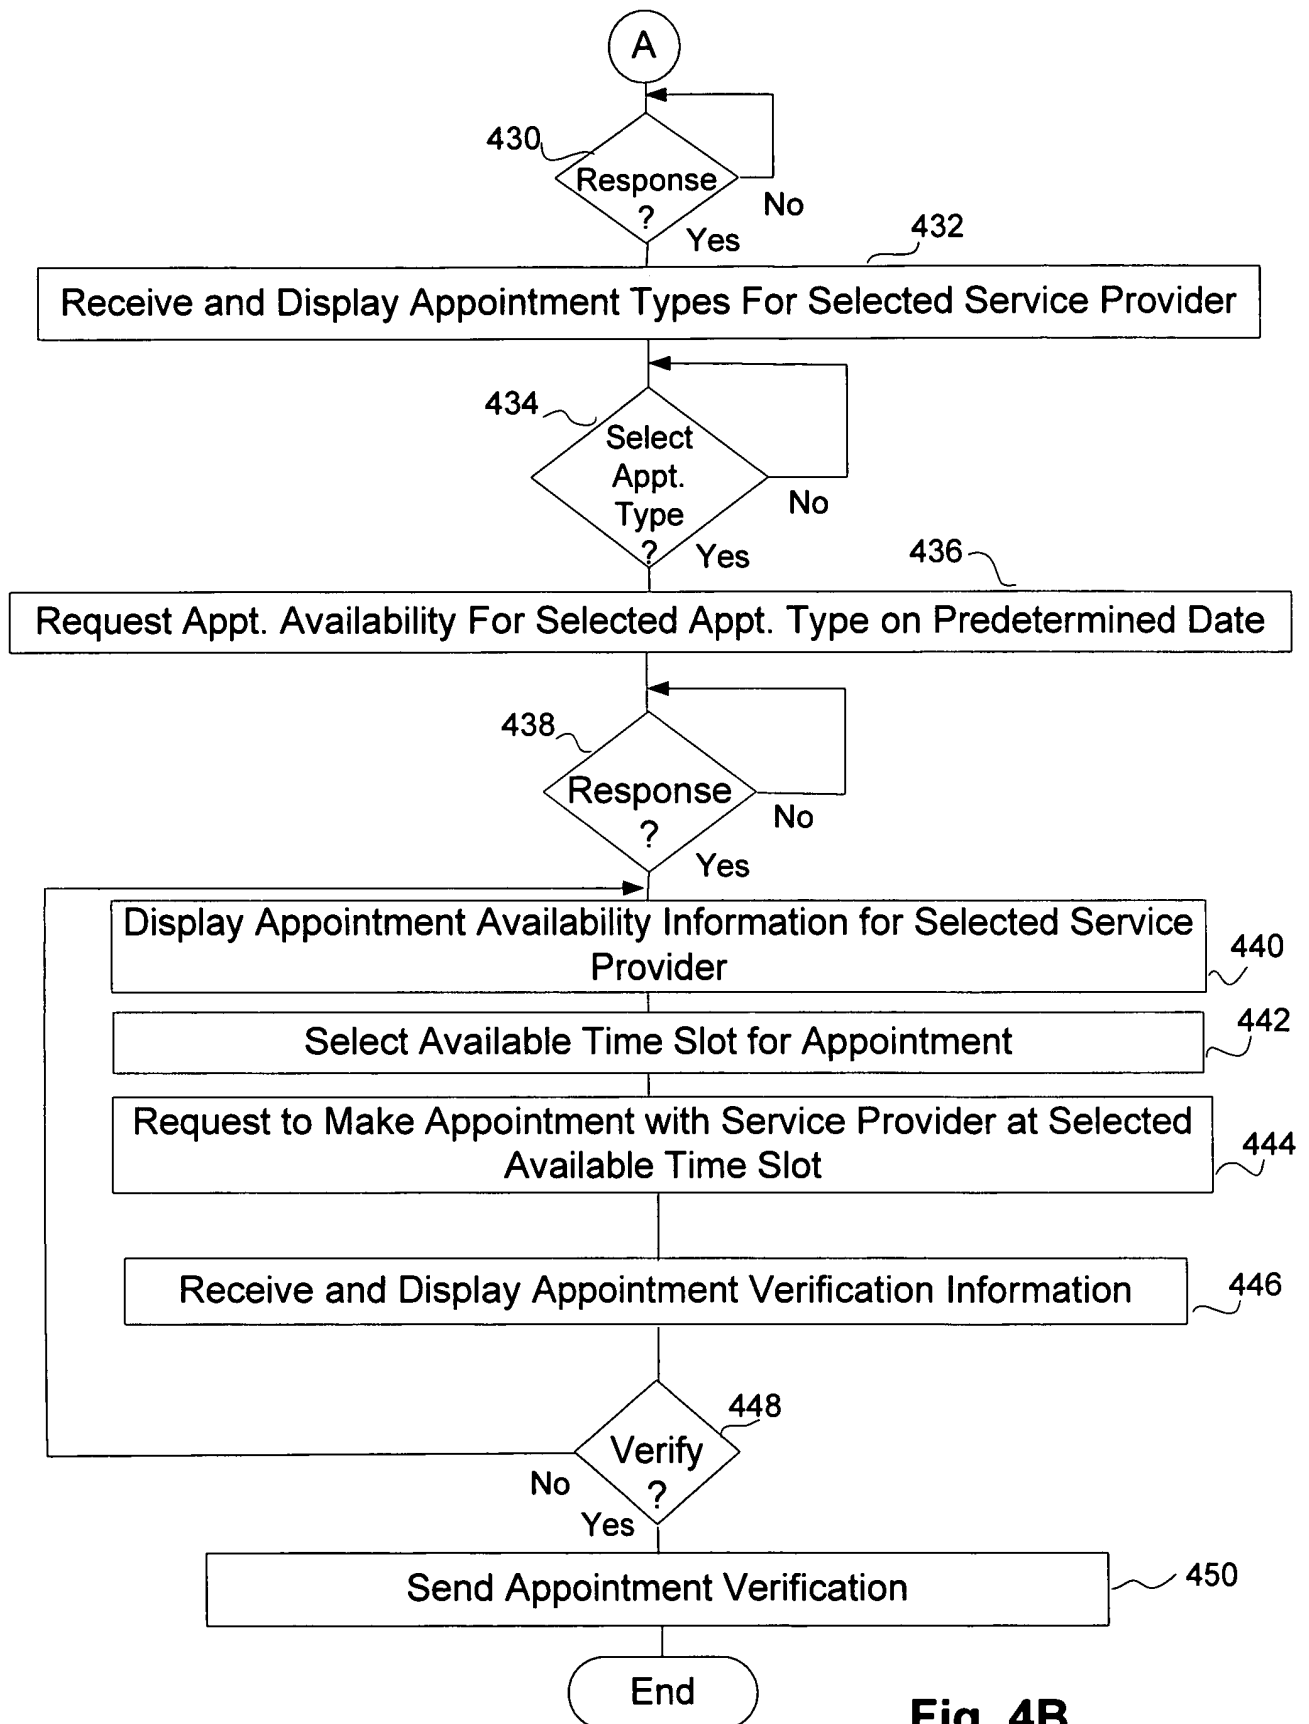 A
430
Response
?
No
Yes
432
Receive and Display Appointment Types For Selected Service Provider
434
Select
Appt.
Type
?
No
Yes
436
Request Appt. Availability For Selected Appt. Type on Predetermined Date
438
Response
?
No
Yes
Display Appointment Availability Information for Selected Service
Provider
440
Select Available Time Slot for Appointment
442
Request to Make Appointment with Service Provider at Selected
Available Time Slot
444
Receive and Display Appointment Verification Information
446
448
Verify
?
No
Yes
Send Appointment Verification
450
End
Fig. 4B